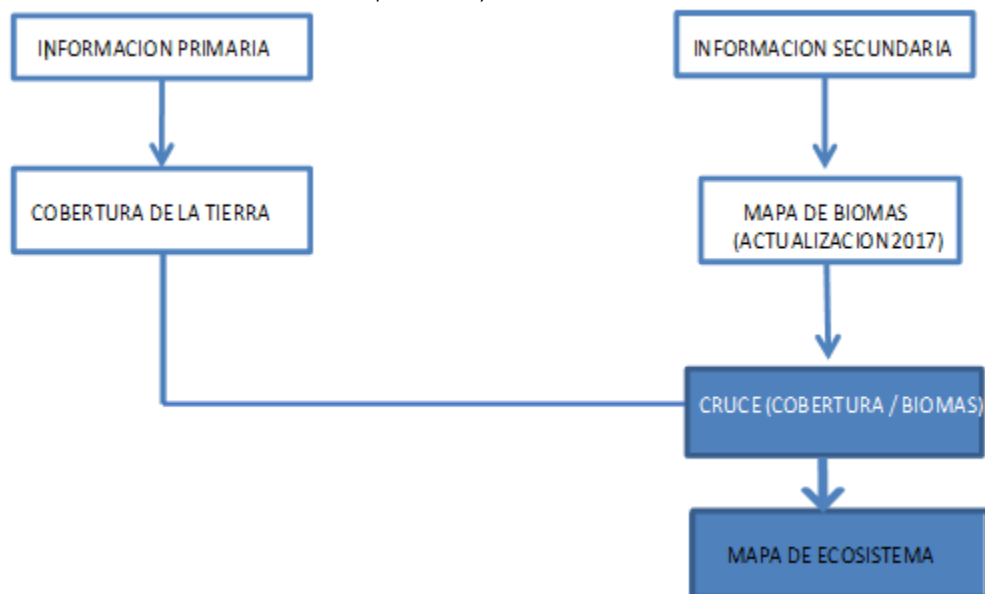 INFORMACION PRIMARIA
INFORMACION SECUNDARIA
COBERTURA DE LA TIERRA
MAPA DE BIOMAS
(ACTUALIZACION 2017)
CRUCE (COBERTURA / BIOMAS)
MAPA DE ECOSISTEMA